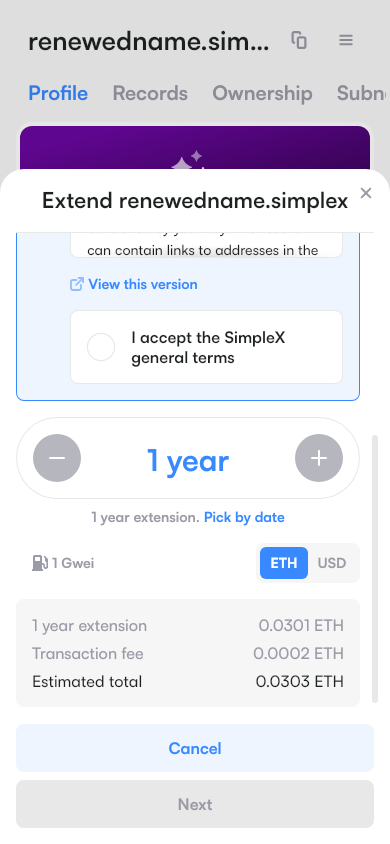 renewedname.sim...
Profile Records Ownership Subn
Extend renewedname.simplex
can contain links to addresses in the
View this version
I accept the SimpleX
general terms
1 year
1 year extension. Pick by date
1 Gwei ETH USD
1 year extension 0.0301 ETH
Transaction fee 0.0002 ETH
Estimated total 0.0303 ETH
Cancel
Next